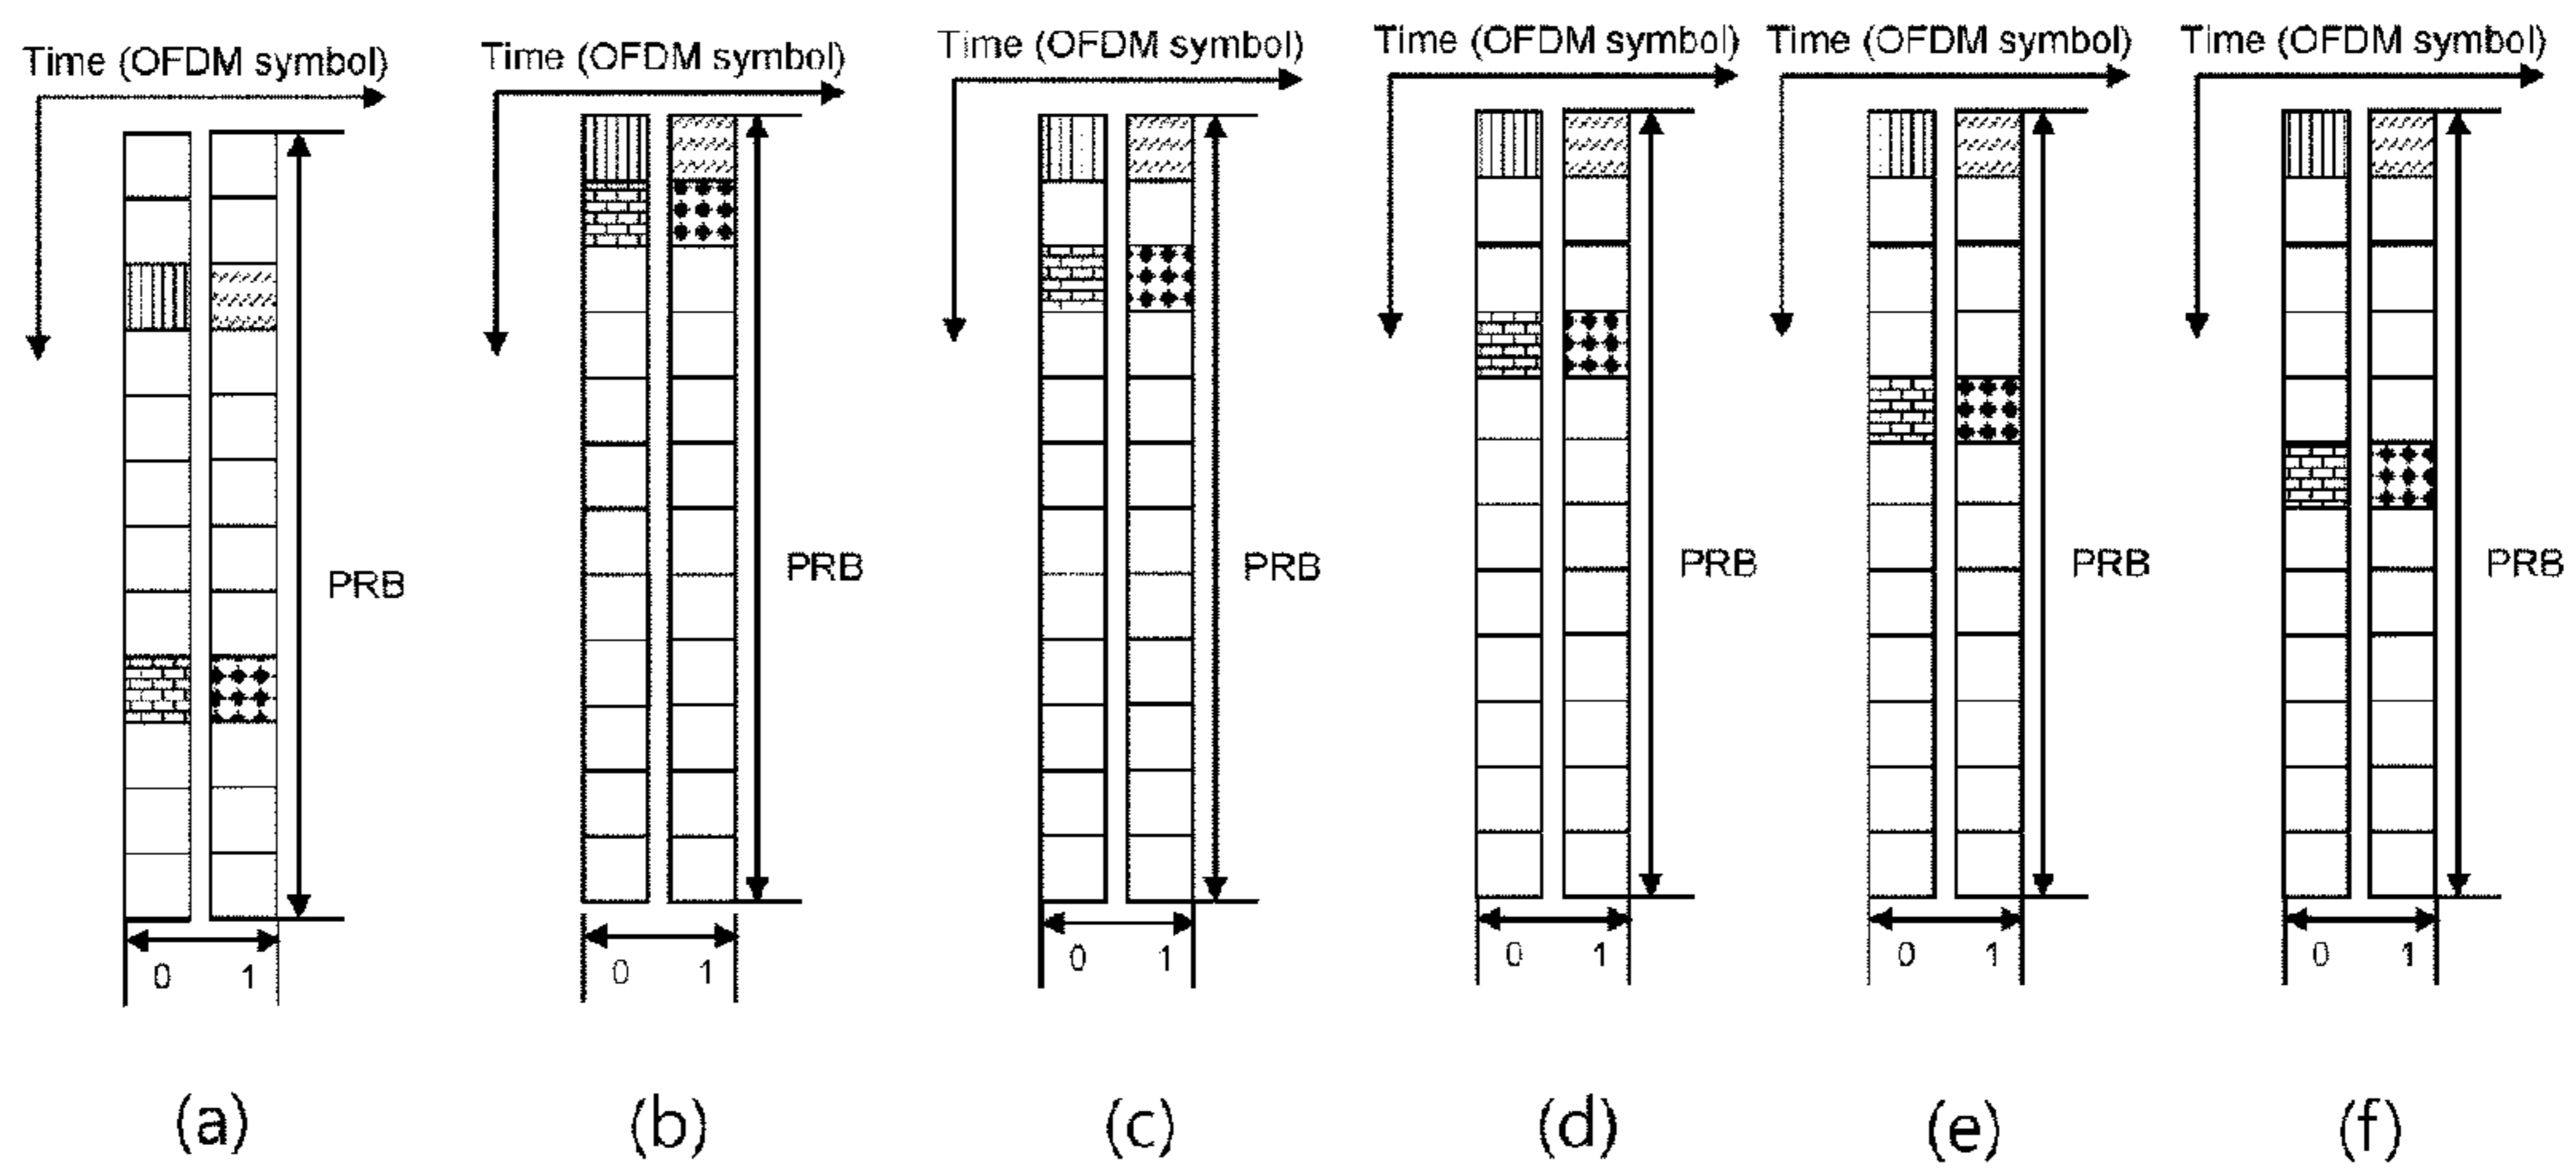 Time (OFDM symbol) Time (OFDM symbol) Time (OFDM symbol) Time (OFDM symbol) Time (OFDM symbol) Time (OFDM symbol)
PRB PRB PRB PRB PRB PRB
0 1 0 1 0 1 0 1 0 1 0 1
(a) (b) (c) (d) (e) (f)